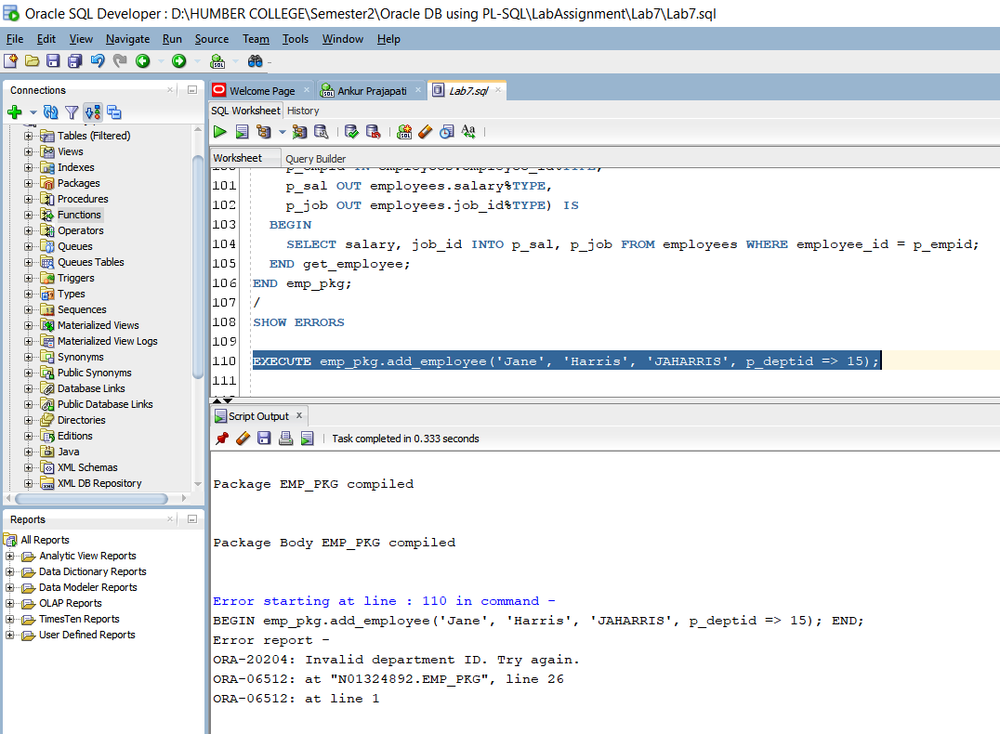 Oracle SQL Developer : D:\HUMBER COLLEGE\Semester2\Oracle DB using PL-SQL\LabAssignment\Lab7\Lab7.sql
File Edit View Navigate Run Source Team Tools Window Help
Connections
Tables (Filtered)
Views
Indexes
Packages
Procedures
Functions
Operators
Queues
Queues Tables
Triggers
Types
Sequences
Materialized Views
Materialized View Logs
Synonyms
Public Synonyms
Database Links
Public Database Links
Directories
Editions
Java
XML Schemas
XML DB Repository
Reports
All Reports
Analytic View Reports
Data Dictionary Reports
Data Modeler Reports
OLAP Reports
TimesTen Reports
User Defined Reports
Welcome Page Ankur Prajapati Lab7.sql
SQL Worksheet History
Worksheet Query Builder
101 p_sal OUT employees.salary%TYPE,
102 p_job OUT employees.job_id%TYPE) IS
103 BEGIN
104 SELECT salary, job_id INTO p_sal, p_job FROM employees WHERE employee_id = p_empid;
105 END get_employee;
106 END emp_pkg;
107 /
108 SHOW ERRORS
109
110 EXECUTE emp_pkg.add_employee('Jane', 'Harris', 'JAHARRIS', p_deptid => 15);
111
Script Output x
Task completed in 0.333 seconds
Package EMP_PKG compiled
Package Body EMP_PKG compiled
Error starting at line : 110 in command -
BEGIN emp_pkg.add_employee('Jane', 'Harris', 'JAHARRIS', p_deptid => 15); END;
Error report -
ORA-20204: Invalid department ID. Try again.
ORA-06512: at "N01324892.EMP_PKG", line 26
ORA-06512: at line 1